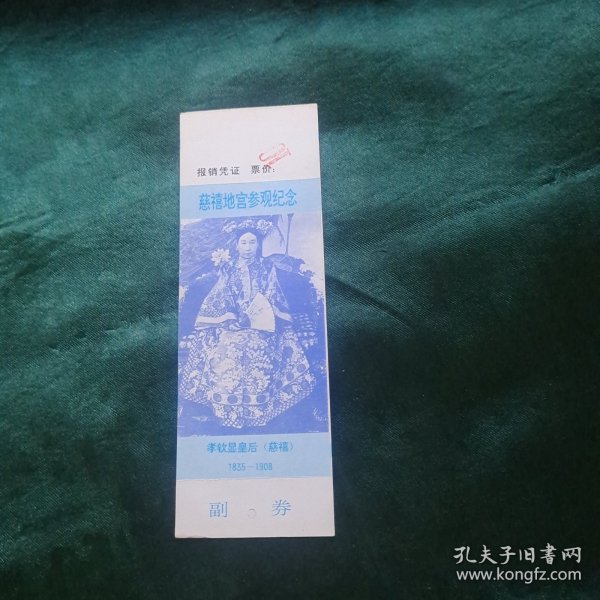 报销凭证 票价:
慈禧地宫参观纪念
孝钦显皇后(慈禧)
1835—1908
副 券
孔夫子旧书网
www.kongfz.com